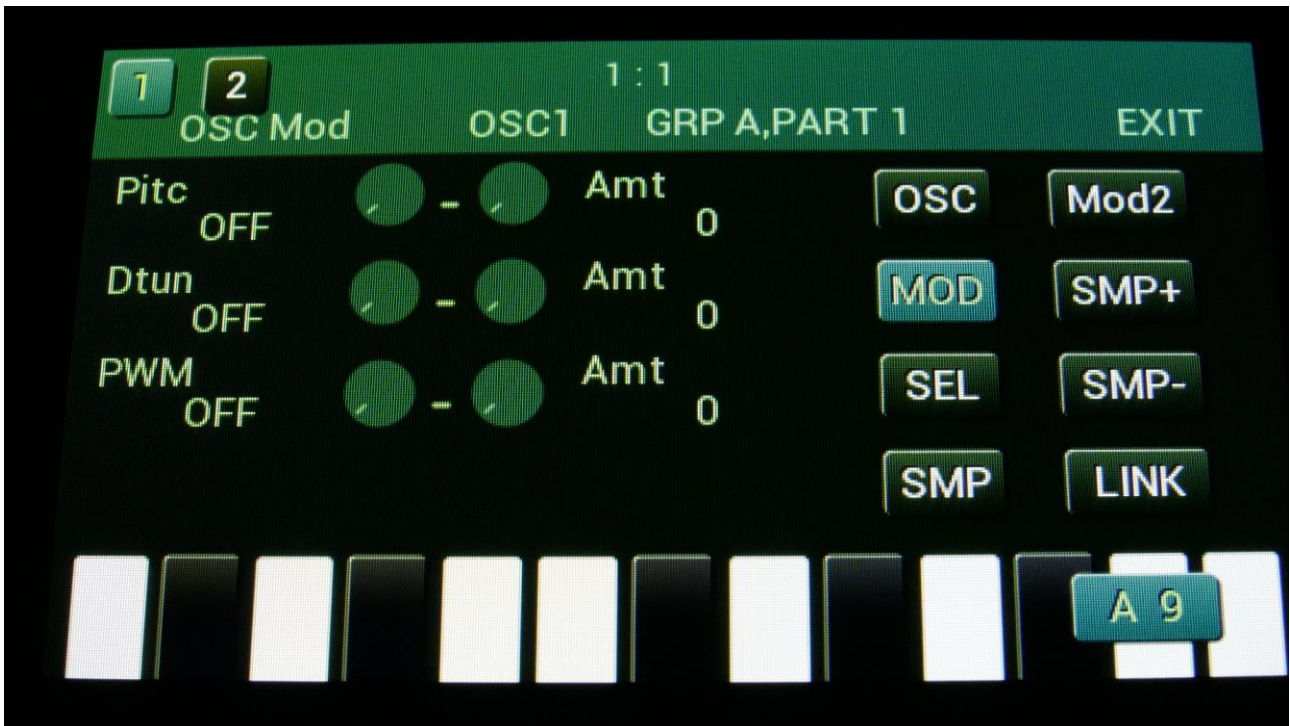 1 2 1 : 1
OSC Mod OSC1 GRP A,PART 1 EXIT
Pitc Amt OSC Mod2
OFF - 0
Dtun Amt MOD SMP+
OFF - 0
PWM Amt SEL SMP-
OFF - 0
SMP LINK
A 9